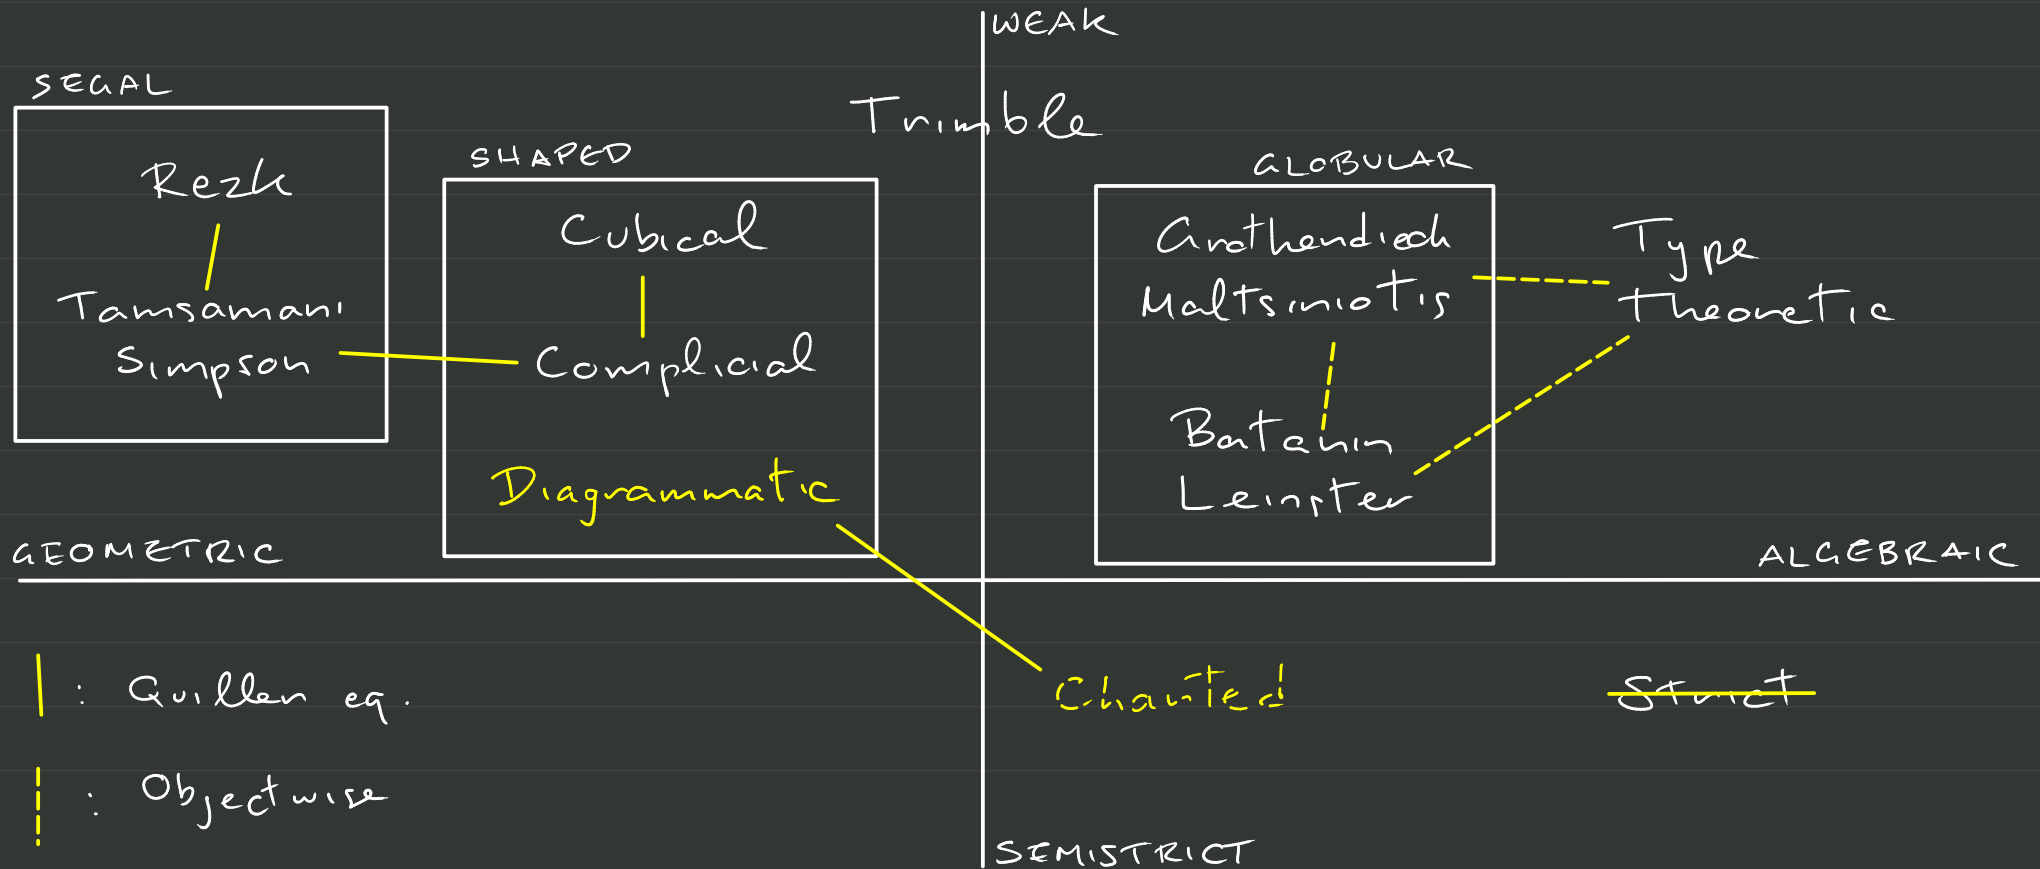 WEAK
SEGAL
Trimble
SHAPED
GLOBULAR
Rezk
Cubical
Grothendieck
Type
Tamsamani
Maltsiniotis
Theoretic
Simpson
Complicial
Batanin
Diagrammatic
Leinster
GEOMETRIC
ALGEBRAIC
: Quillen eq.
Charited
Strict
: Objectwise
SEMISTRICT